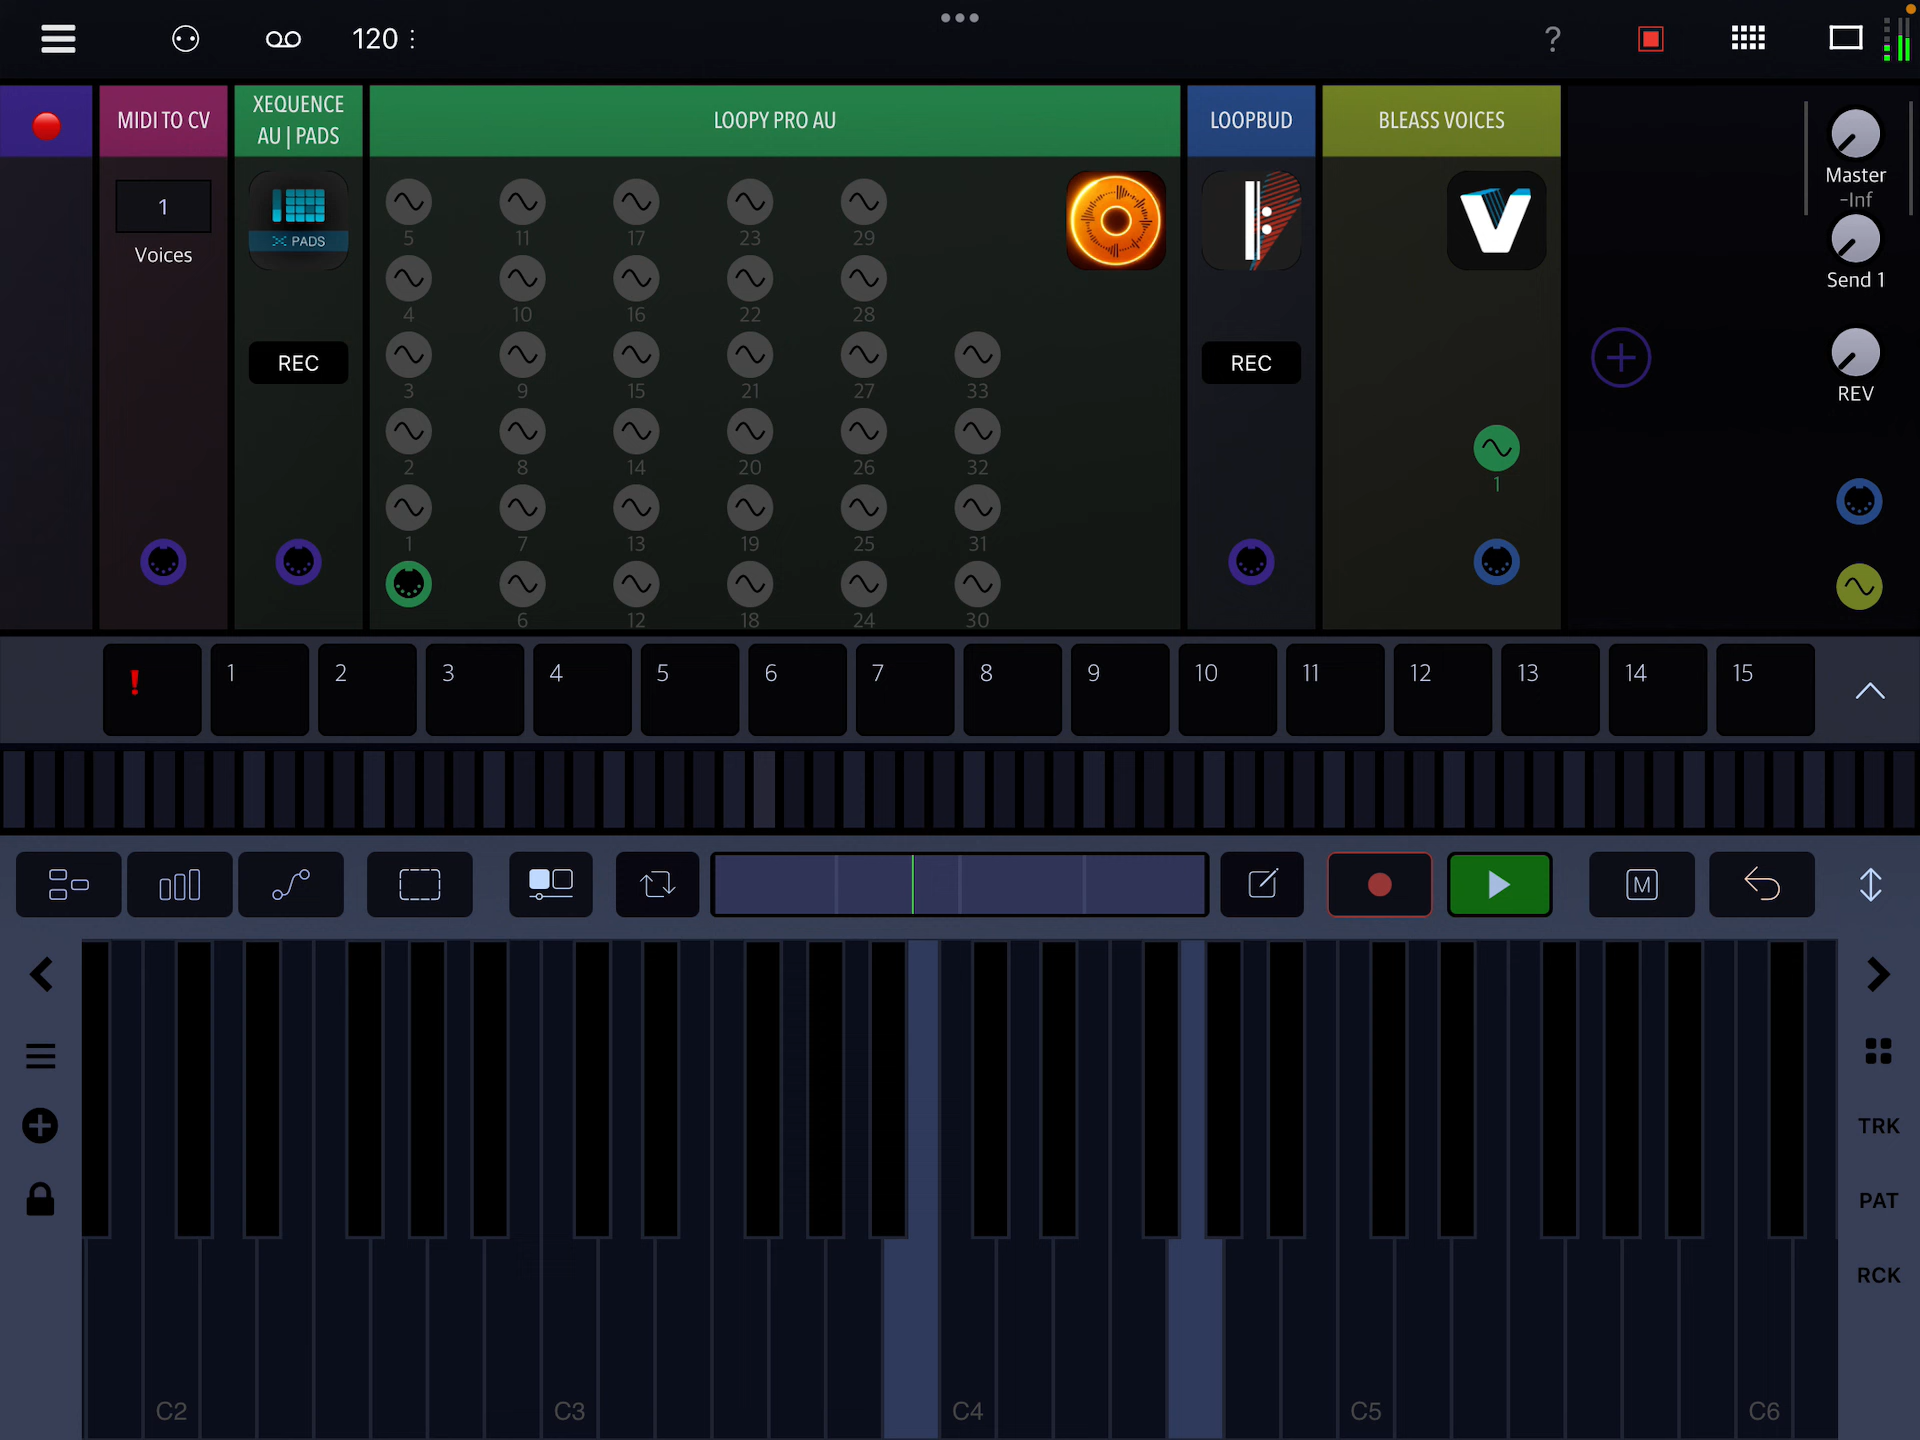 120
?
MIDI TO CV
XEQUENCE
AU | PADS
LOOPY PRO AU
LOOPBUD
BLEASS VOICES
1
Voices
PADS
REC
5 11 17 23 29
4 10 16 22 28
3 9 15 21 27 33
2 8 14 20 26 32
1 7 13 19 25 31
6 12 18 24 30
REC
V
1
Master
-Inf
Send 1
REV
! 1 2 3 4 5 6 7 8 9 10 11 12 13 14 15
M
TRK
PAT
RCK
C2 C3 C4 C5 C6